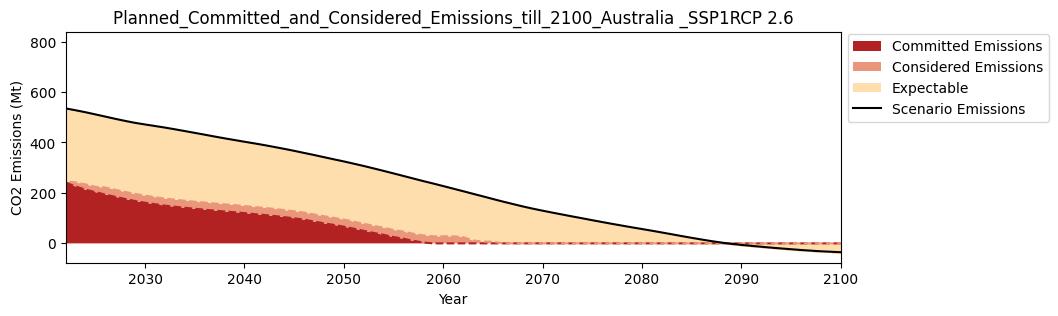 Planned_Committed_and_Considered_Emissions_till_2100_Australia _SSP1RCP 2.6
800
600
400
200
0
CO2 Emissions (Mt)
2030 2040 2050 2060 2070 2080 2090 2100
Year
Committed Emissions
Considered Emissions
Expectable
Scenario Emissions